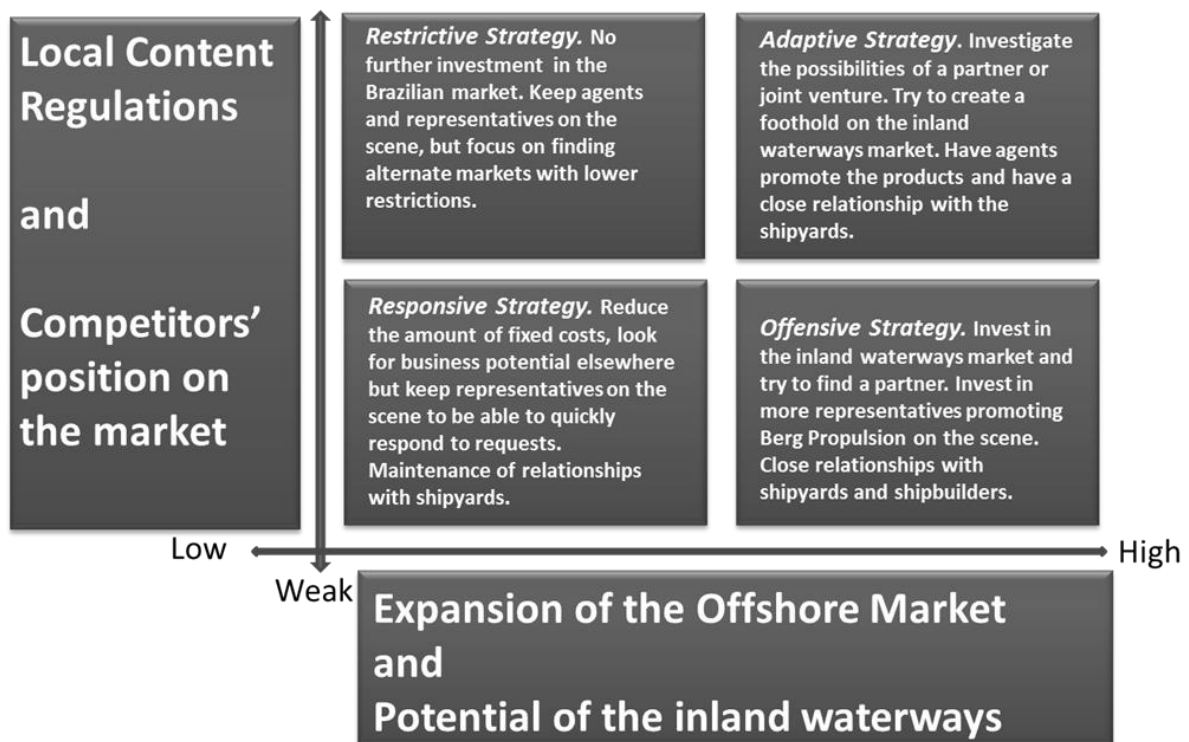 Local Content
Regulations
and
Competitors’
position on
the market
Restrictive Strategy. No
further investment in the
Brazilian market. Keep agents
and representatives on the
scene, but focus on finding
alternate markets with lower
restrictions.
Adaptive Strategy. Investigate
the possibilities of a partner or
joint venture. Try to create a
foothold on the inland
waterways market. Have agents
promote the products and have a
close relationship with the
shipyards.
Responsive Strategy. Reduce
the amount of fixed costs, look
for business potential elsewhere
but keep representatives on the
scene to be able to quickly
respond to requests.
Maintenance of relationships
with shipyards.
Offensive Strategy. Invest in
the inland waterways market and
try to find a partner. Invest in
more representatives promoting
Berg Propulsion on the scene.
Close relationships with
shipyards and shipbuilders.
Low
High
Weak
Expansion of the Offshore Market
and
Potential of the inland waterways